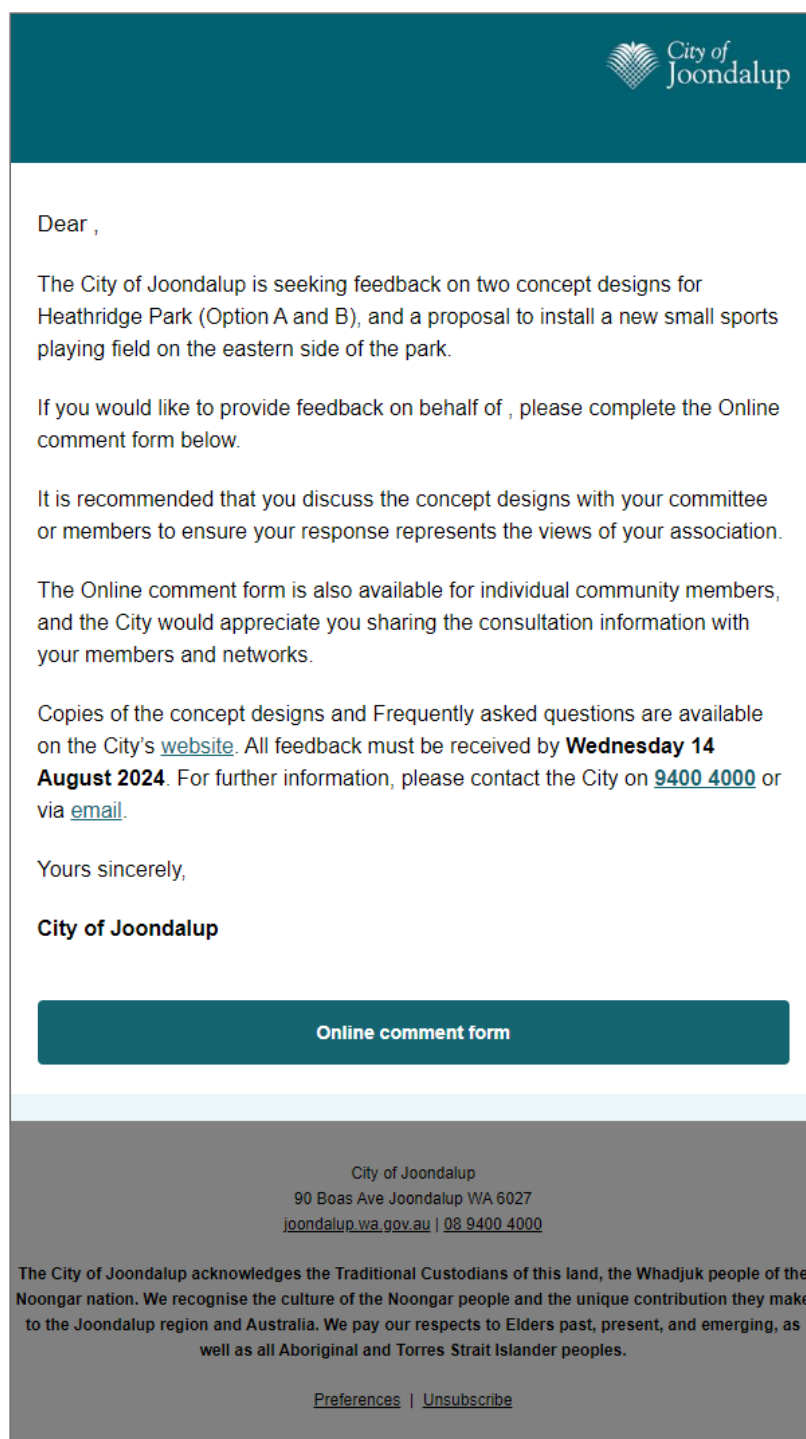 City of
Joondalup
Dear ,
The City of Joondalup is seeking feedback on two concept designs for
Heathridge Park (Option A and B), and a proposal to install a new small sports
playing field on the eastern side of the park.
If you would like to provide feedback on behalf of , please complete the Online
comment form below.
It is recommended that you discuss the concept designs with your committee
or members to ensure your response represents the views of your association.
The Online comment form is also available for individual community members,
and the City would appreciate you sharing the consultation information with
your members and networks.
Copies of the concept designs and Frequently asked questions are available
on the City’s website. All feedback must be received by Wednesday 14
August 2024. For further information, please contact the City on 9400 4000 or
via email.
Yours sincerely,
City of Joondalup
Online comment form
City of Joondalup
90 Boas Ave Joondalup WA 6027
joondalup.wa.gov.au | 08 9400 4000
The City of Joondalup acknowledges the Traditional Custodians of this land, the Whadjuk people of the
Noongar nation. We recognise the culture of the Noongar people and the unique contribution they make
to the Joondalup region and Australia. We pay our respects to Elders past, present, and emerging, as
well as all Aboriginal and Torres Strait Islander peoples.
Preferences | Unsubscribe